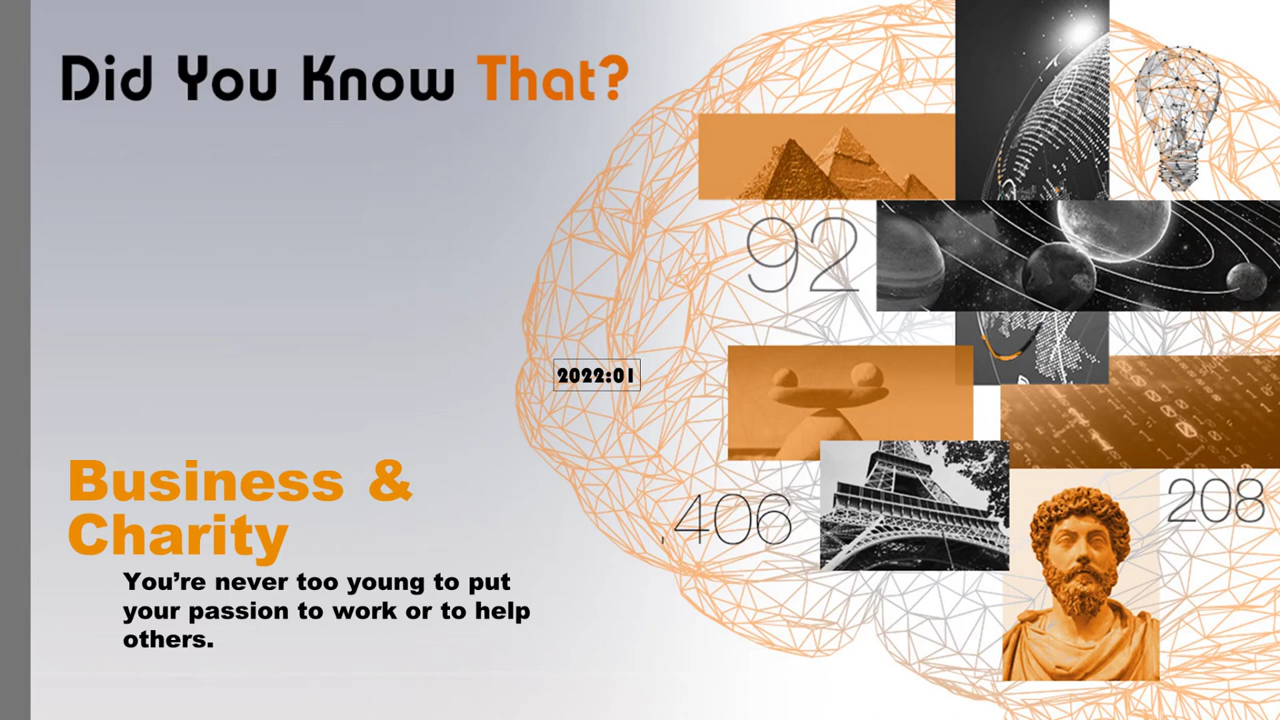 Did You Know That?
92
2022:01
Business &
Charity
406
208
You’re never too young to put
your passion to work or to help
others.